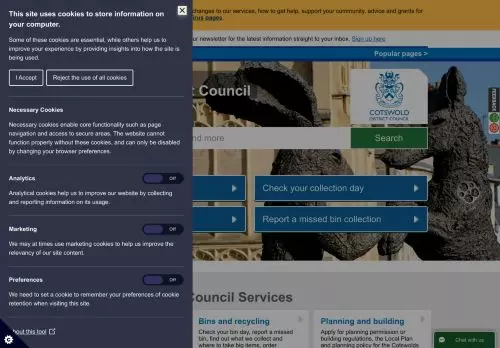 This site uses cookies to store information on
your computer.
Some of these cookies are essential, while others help us to
improve your experience by providing insights into how the site is
being used.
I Accept
Reject the use of all cookies
Necessary Cookies
Necessary cookies enable core functionality such as page
navigation and access to secure areas. The website cannot
function properly without these cookies, and can only be disabled
by changing your browser preferences.
Analytics
Off
Analytical cookies help us to improve our website by collecting
and reporting information on its usage.
Marketing
Off
We may at times use marketing cookies to help us improve the
relevancy of our site content.
Preferences
Off
We need to set a cookie to remember your preferences of cookie
retention when visiting this site.
About this tool
changes to our services, how to get help, support your community, advice and grants for
rus pages.
ur newsletter for the latest information straight to your inbox. Sign up here
Popular pages >
t Council
COTSWOLD
DISTRICT COUNCIL
nd more
Search
Check your collection day
Report a missed bin collection
Council Services
Bins and recycling
Check your bin day, report a missed
bin, find out what we collect and
where to take big items, order
Planning and building
Apply for planning permission or
building regulations, the Local Plan
and planning policy for the Cotswolds
Chat with us